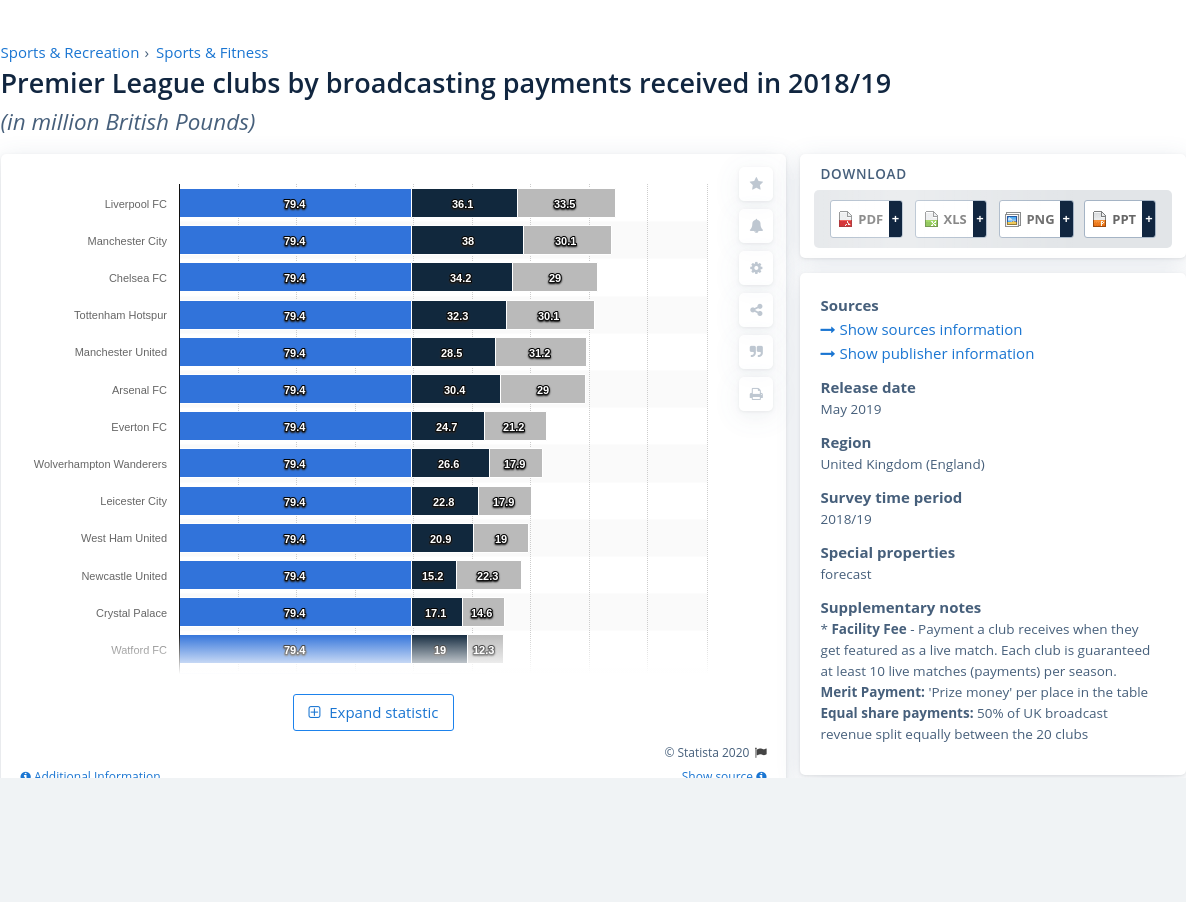 Sports & Recreation › Sports & Fitness
Premier League clubs by broadcasting payments received in 2018/19
(in million British Pounds)
Liverpool FC 79.4 36.1 33.5
Manchester City 79.4 38 30.1
Chelsea FC 79.4 34.2 29
Tottenham Hotspur 79.4 32.3 30.1
Manchester United 79.4 28.5 31.2
Arsenal FC 79.4 30.4 29
Everton FC 79.4 24.7 21.2
Wolverhampton Wanderers 79.4 26.6 17.9
Leicester City 79.4 22.8 17.9
West Ham United 79.4 20.9 19
Newcastle United 79.4 15.2 22.3
Crystal Palace 79.4 17.1 14.6
Watford FC 79.4 19 12.3
Expand statistic
© Statista 2020
Additional Information
Show source
DOWNLOAD
PDF + XLS + PNG + PPT +
Sources
Show sources information
Show publisher information
Release date
May 2019
Region
United Kingdom (England)
Survey time period
2018/19
Special properties
forecast
Supplementary notes
* Facility Fee - Payment a club receives when they
get featured as a live match. Each club is guaranteed
at least 10 live matches (payments) per season.
Merit Payment: 'Prize money' per place in the table
Equal share payments: 50% of UK broadcast
revenue split equally between the 20 clubs